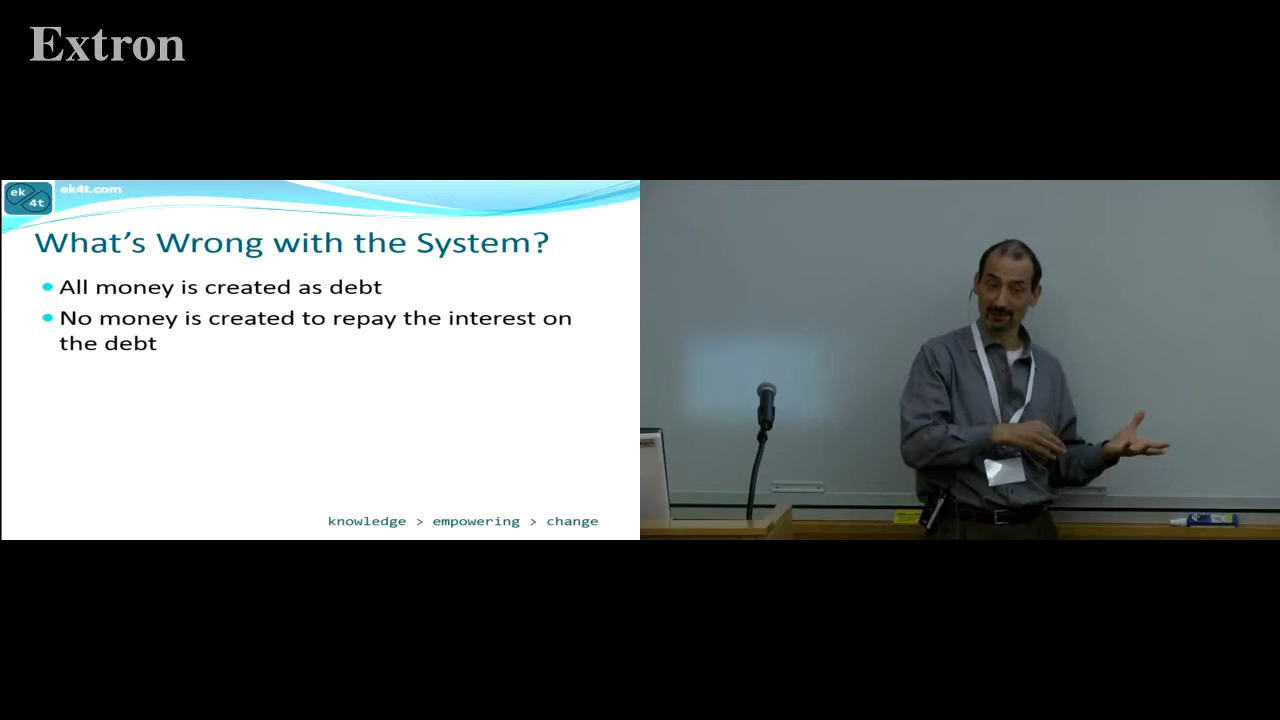 Extron
ek
4t
ek4t.com
What's Wrong with the System?
All money is created as debt
No money is created to repay the interest on
the debt
knowledge > empowering > change